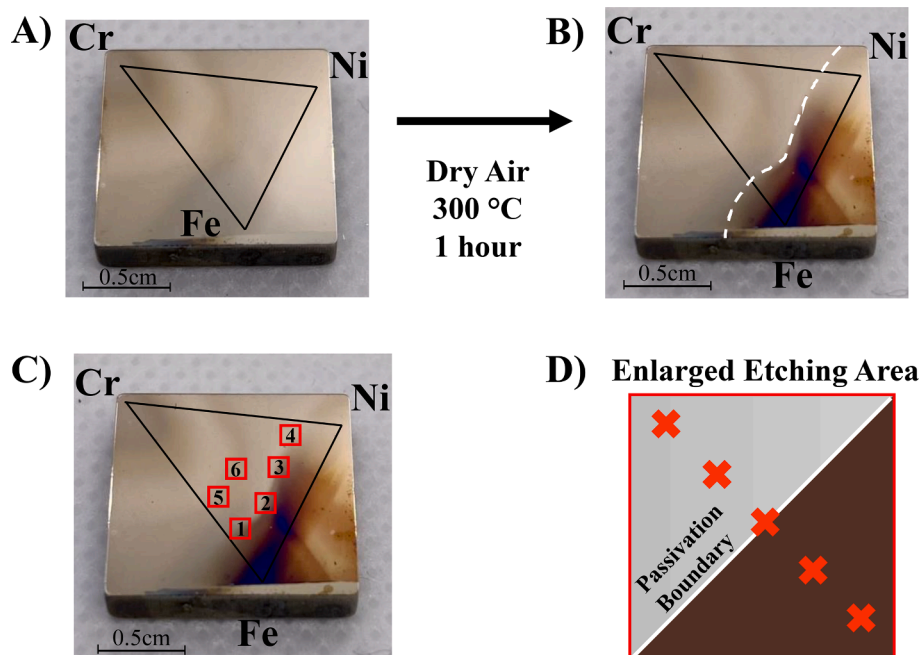 A)
Cr
Ni
Fe
0.5cm
Dry Air
300 °C
1 hour
B)
Cr
Ni
Fe
0.5cm
C)
Cr
Ni
4
6
3
5
2
1
Fe
0.5cm
D)
Enlarged Etching Area
Passivation
Boundary